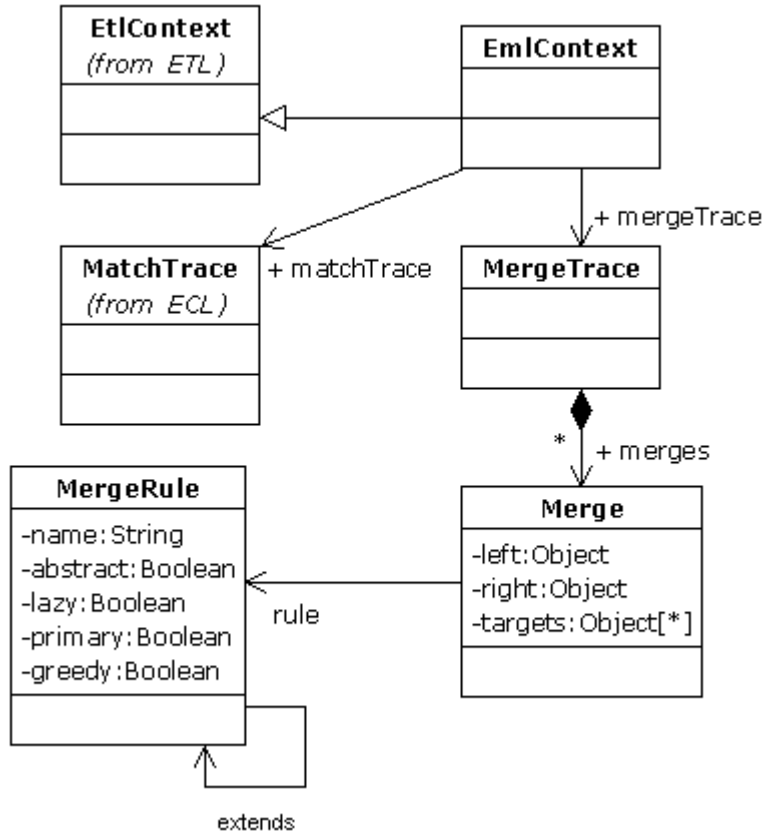 EtlContext
(from ETL)
EmlContext
+ mergeTrace
MatchTrace
(from ECL)
+ matchTrace
MergeTrace
*
+ merges
MergeRule
-name:String
-abstract:Boolean
-lazy:Boolean
-primary:Boolean
-greedy:Boolean
rule
Merge
-left:Object
-right:Object
-targets:Object[*]
extends